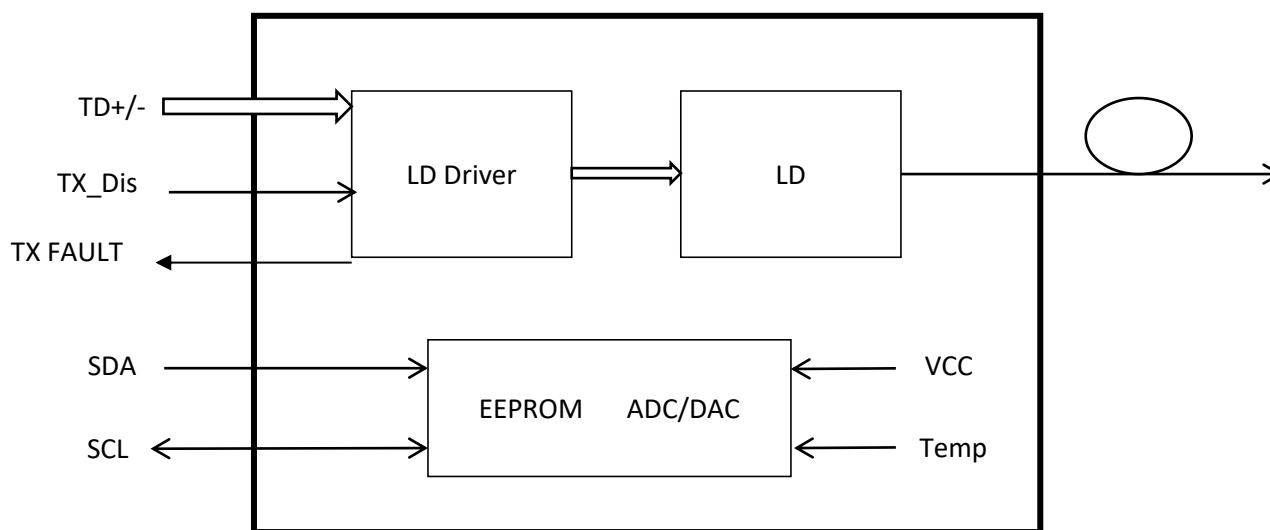 TD+/-
LD Driver
LD
TX_Dis
TX FAULT
SDA
VCC
EEPROM ADC/DAC
SCL
Temp